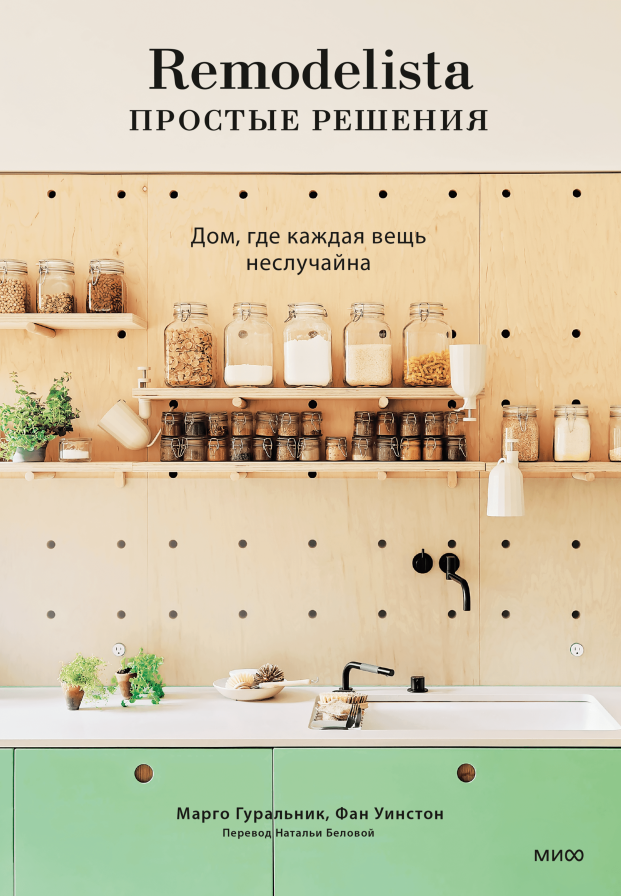 Remodelista
ПРОСТЫЕ РЕШЕНИЯ
Дом, где каждая вещь
неслучайна
Марго Гуральник, Фан Уинстон
Перевод Натальи Беловой
МИФ